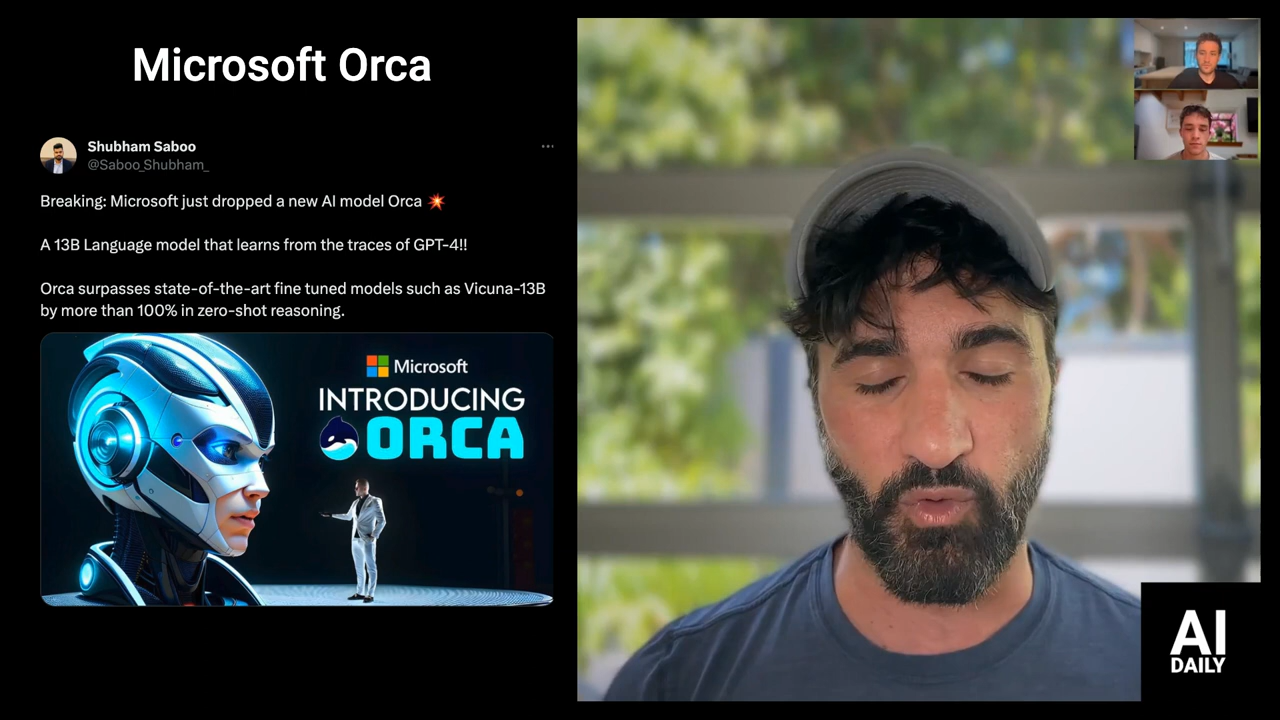 Microsoft Orca
Shubham Saboo
@Saboo_Shubham_
Breaking: Microsoft just dropped a new AI model Orca 💥
A 13B Language model that learns from the traces of GPT-4!!
Orca surpasses state-of-the-art fine tuned models such as Vicuna-13B
by more than 100% in zero-shot reasoning.
Microsoft
INTRODUCING
ORCA
AI
DAILY